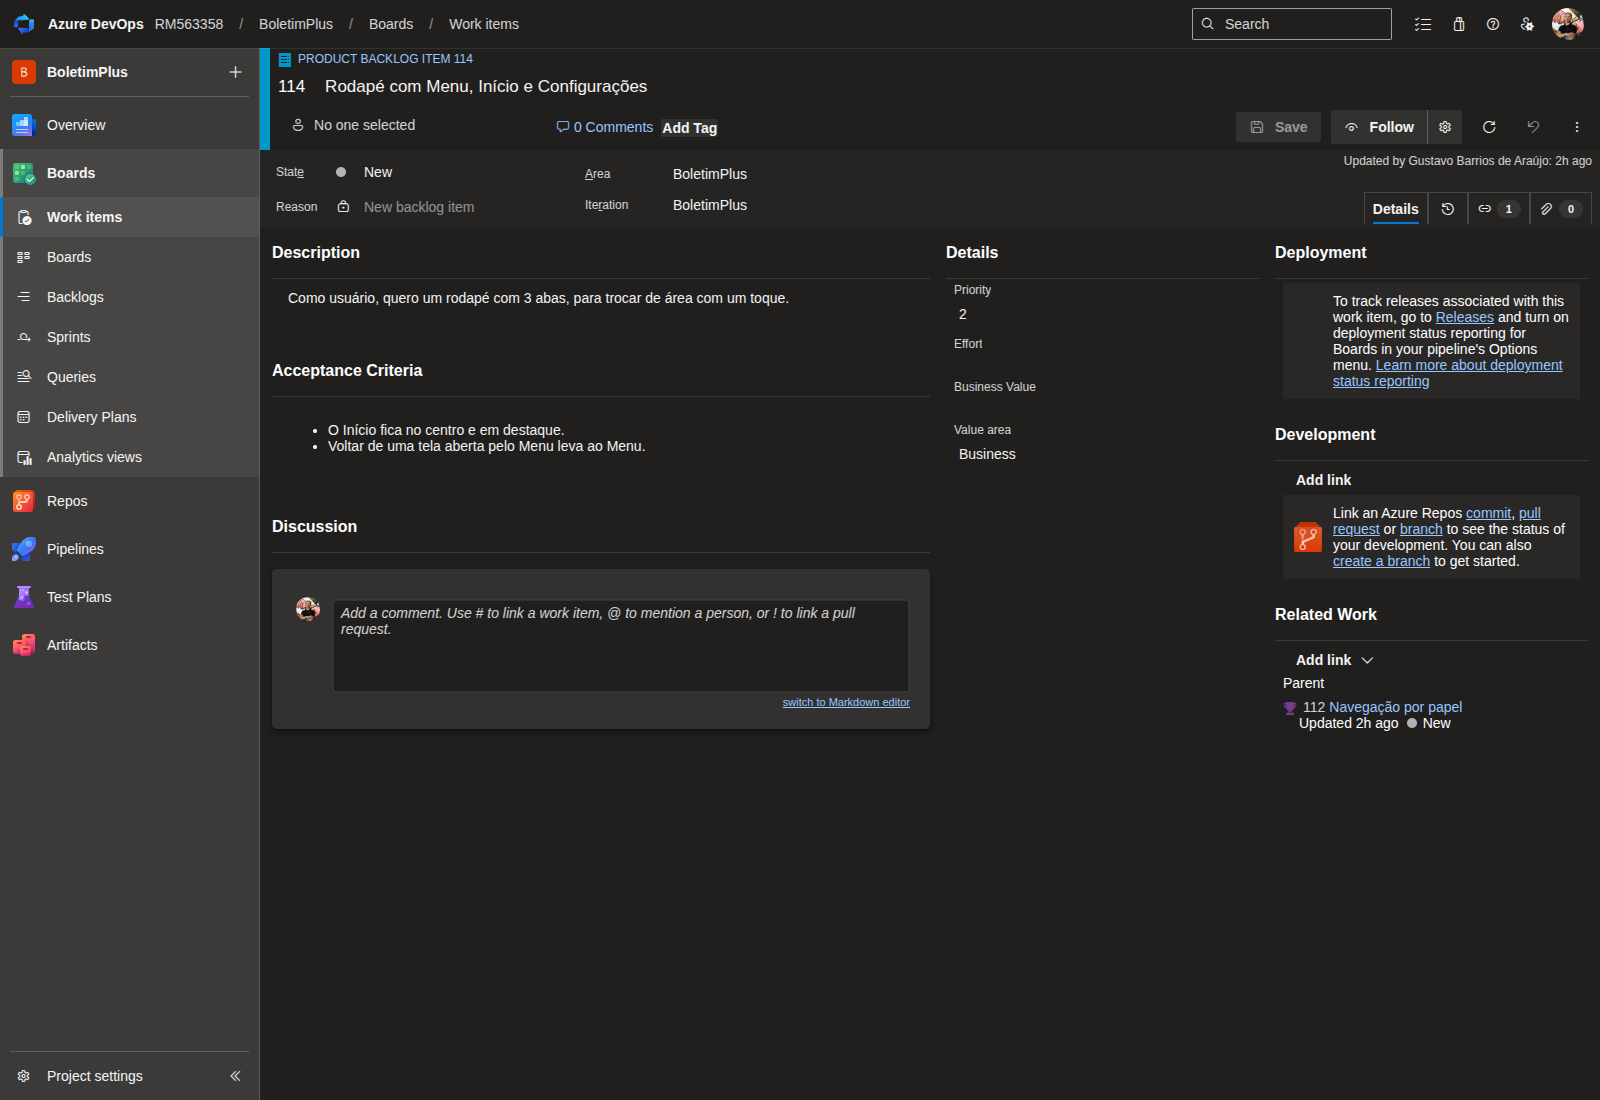 Azure DevOps RM563358 / BoletimPlus / Boards / Work items
Search
B BoletimPlus
Overview
Boards
Work items
Boards
Backlogs
Sprints
Queries
Delivery Plans
Analytics views
Repos
Pipelines
Test Plans
Artifacts
Project settings
PRODUCT BACKLOG ITEM 114
114 Rodapé com Menu, Início e Configurações
No one selected
0 Comments
Add Tag
Save
Follow
State New
Reason New backlog item
Area BoletimPlus
Iteration BoletimPlus
Updated by Gustavo Barrios de Araújo: 2h ago
Details
1
0
Description
Como usuário, quero um rodapé com 3 abas, para trocar de área com um toque.
Acceptance Criteria
• O Início fica no centro e em destaque.
• Voltar de uma tela aberta pelo Menu leva ao Menu.
Discussion
Add a comment. Use # to link a work item, @ to mention a person, or ! to link a pull
request.
switch to Markdown editor
Details
Priority
2
Effort
Business Value
Value area
Business
Deployment
To track releases associated with this
work item, go to Releases and turn on
deployment status reporting for
Boards in your pipeline's Options
menu. Learn more about deployment
status reporting
Development
Add link
Link an Azure Repos commit, pull
request or branch to see the status of
your development. You can also
create a branch to get started.
Related Work
Add link
Parent
112 Navegação por papel
Updated 2h ago New